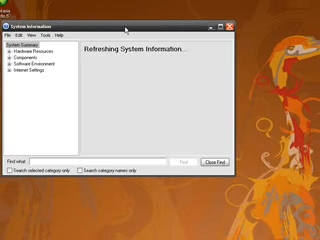 System Information
File Edit View Tools Help
System Summary
Hardware Resources
Components
Software Environment
Internet Settings
Refreshing System Information...
Find what:
Find
Close Find
Search selected category only
Search category names only